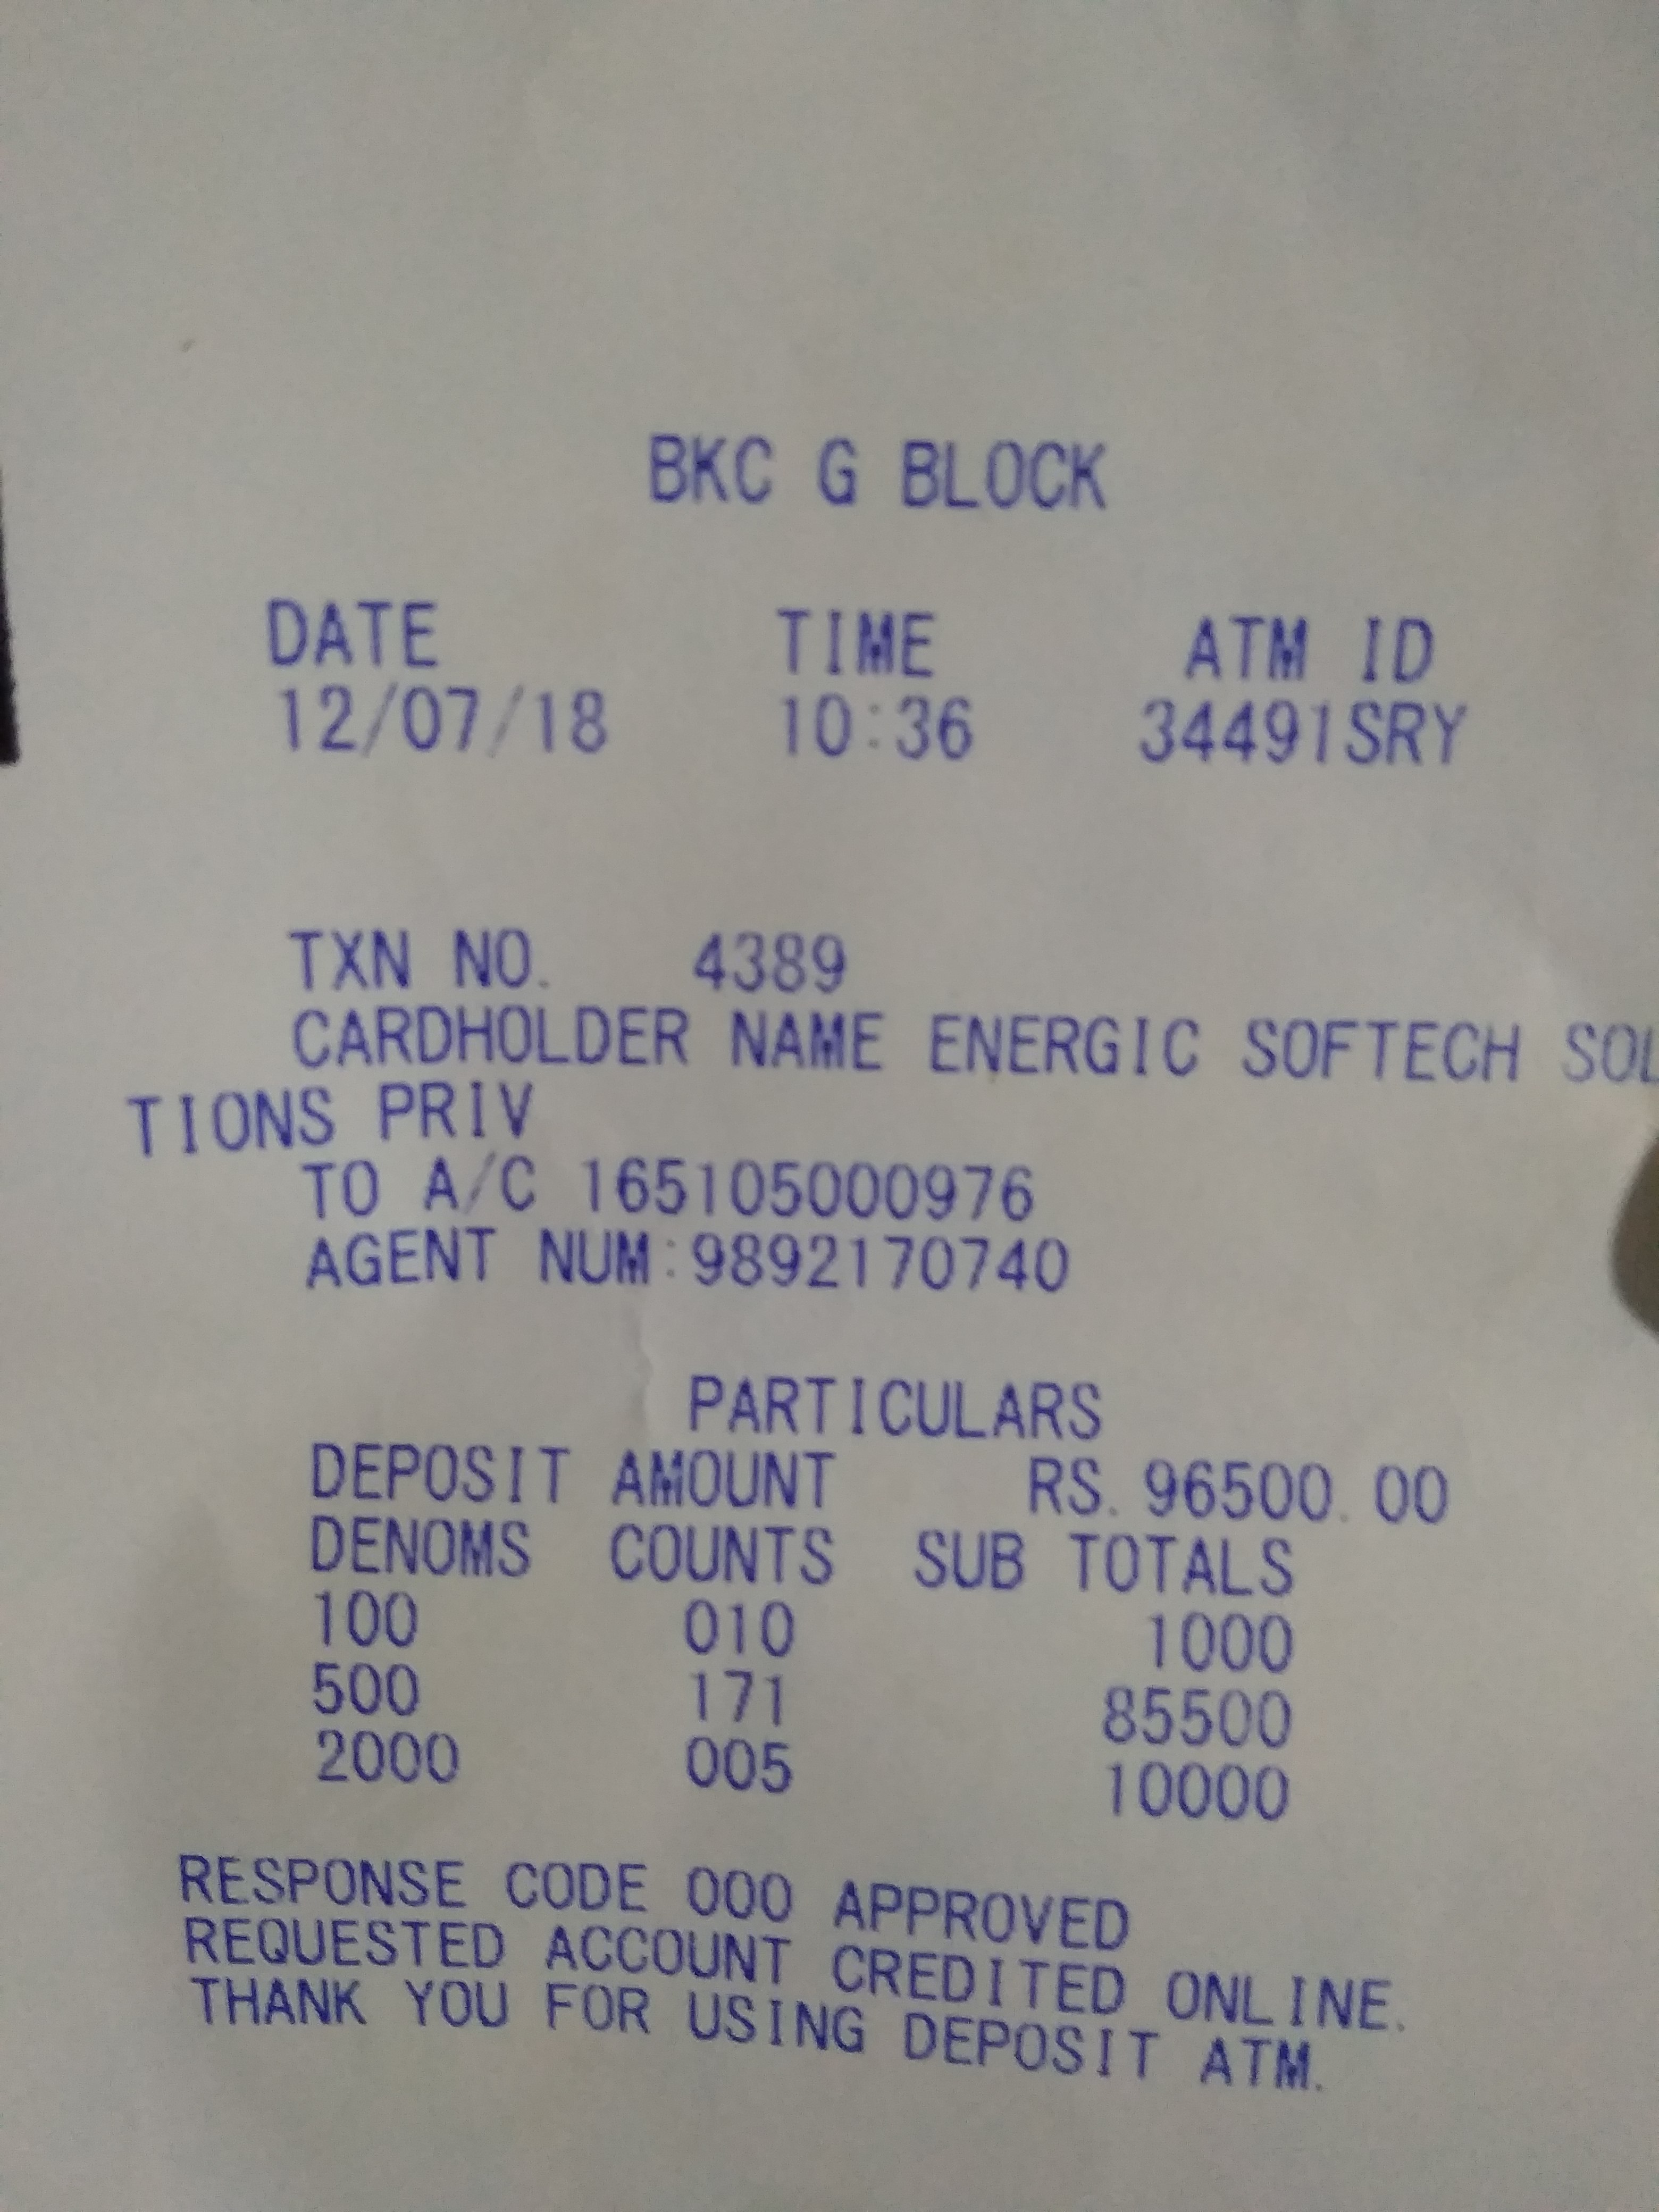 BKC G BLOCK
DATE TIME ATM ID
12/07/18 10:36 34491SRY
TXN NO. 4389
CARDHOLDER NAME ENERGIC SOFTECH SOL
TIONS PRIV
TO A/C 165105000976
AGENT NUM:9892170740
PARTICULARS
DEPOSIT AMOUNT RS. 96500.00
DENOMS COUNTS SUB TOTALS
100 010 1000
500 171 85500
2000 005 10000
RESPONSE CODE 000 APPROVED
REQUESTED ACCOUNT CREDITED ONLINE.
THANK YOU FOR USING DEPOSIT ATM.